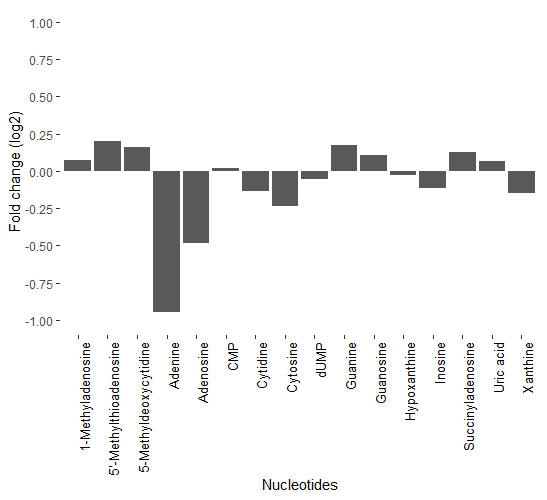 1.00
0.75
0.50
0.25
0.00
-0.25
-0.50
-0.75
-1.00
Fold change (log2)
1-Methyladenosine
5'-Methylthioadenosine
5-Methyldeoxycytidine
Adenine
Adenosine
CMP
Cytidine
Cytosine
dUMP
Guanine
Guanosine
Hypoxanthine
Inosine
Succinyladenosine
Uric acid
Xanthine
Nucleotides